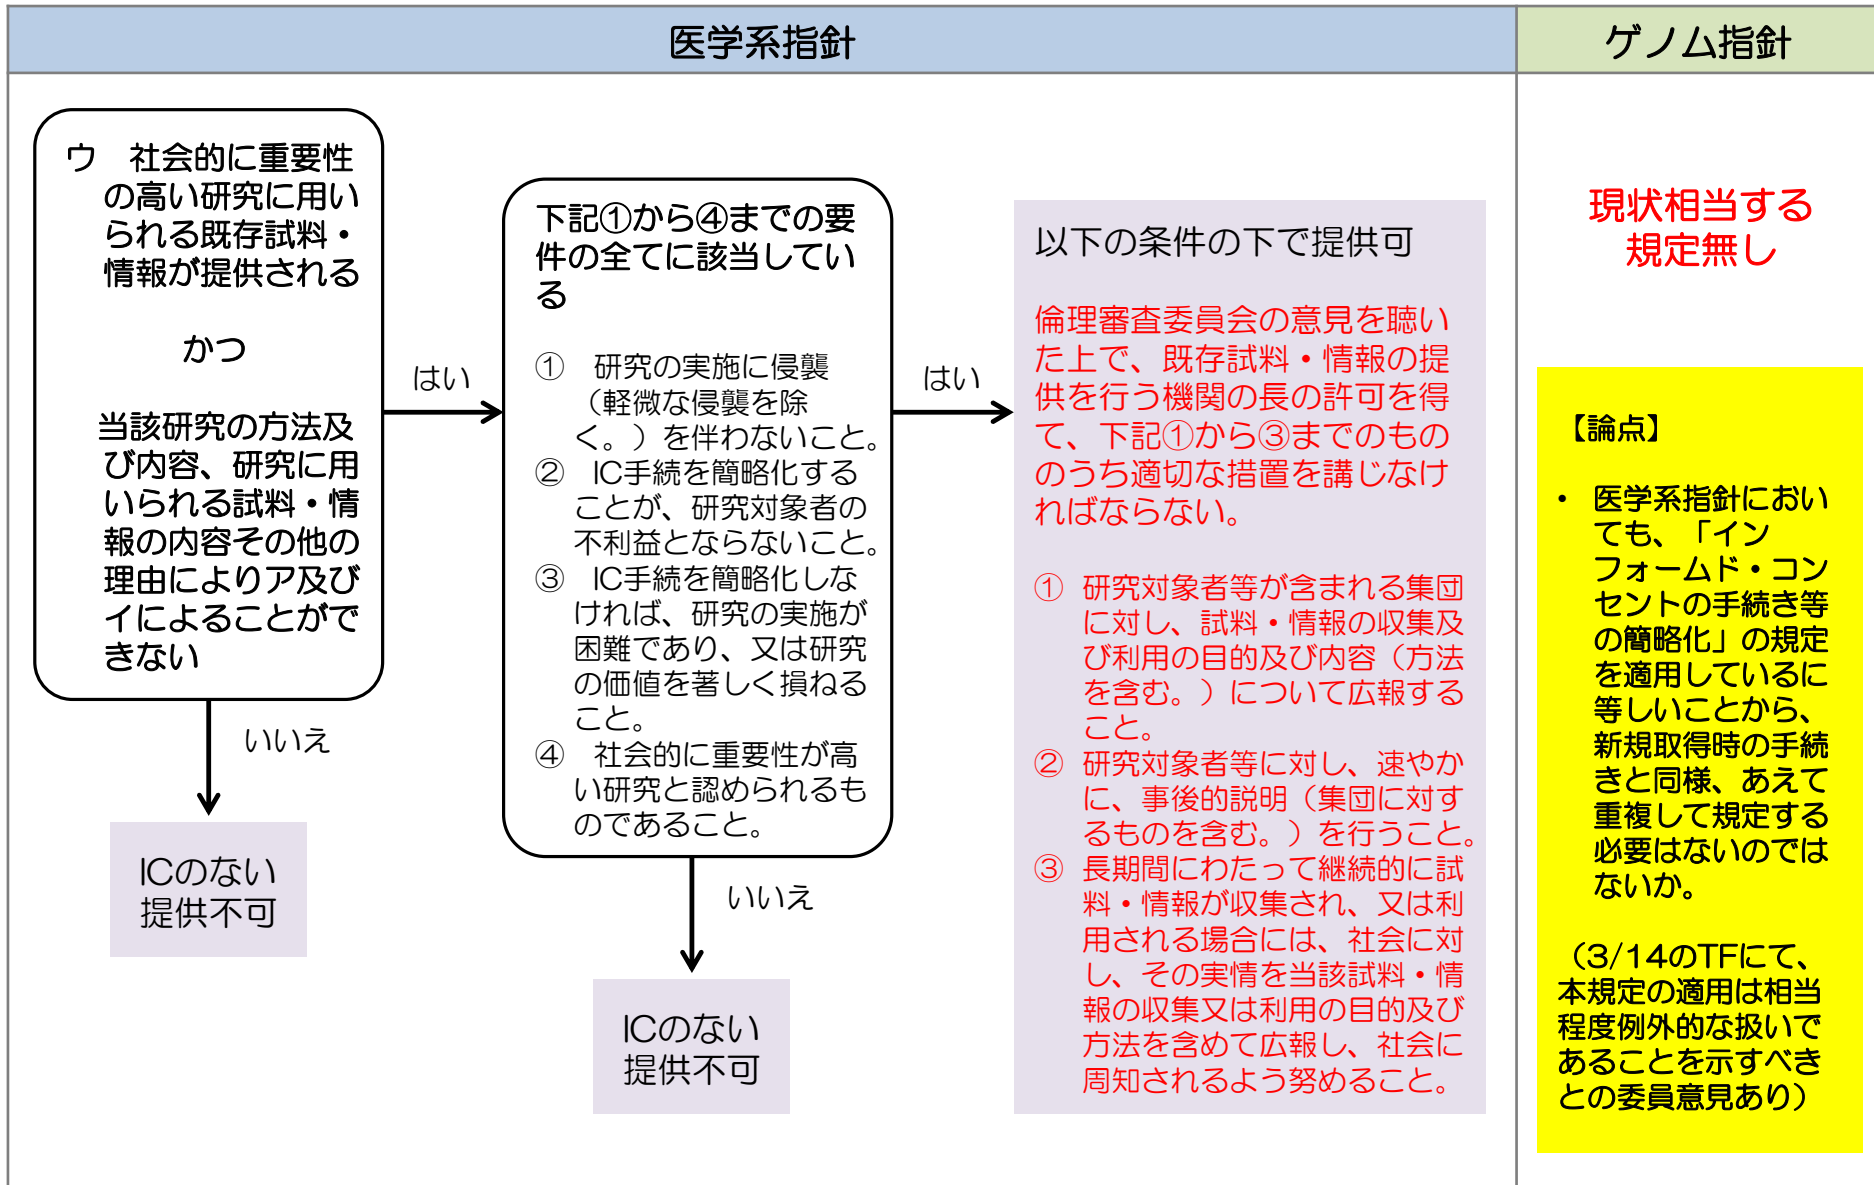 医学系指針
ゲノム指針
ウ　社会的に重要性
の高い研究に用い
られる既存試料・
情報が提供される
かつ
当該研究の方法及
び内容、研究に用
いられる試料・情
報の内容その他の
理由によりア及び
イによることがで
きない
はい
いいえ
ICのない
提供不可
下記①から④までの要
件の全てに該当してい
る
①　研究の実施に侵襲
（軽微な侵襲を除
く。）を伴わないこと。
②　IC手続を簡略化する
ことが、研究対象者の
不利益とならないこと。
③　IC手続を簡略化しな
ければ、研究の実施が
困難であり、又は研究
の価値を著しく損ねる
こと。
④　社会的に重要性が高
い研究と認められるも
のであること。
はい
いいえ
ICのない
提供不可
以下の条件の下で提供可
倫理審査委員会の意見を聴い
た上で、既存試料・情報の提
供を行う機関の長の許可を得
て、下記①から③までのもの
のうち適切な措置を講じなけ
ればならない。
①　研究対象者等が含まれる集団
に対し、試料・情報の収集及
び利用の目的及び内容（方法
を含む。）について広報する
こと。
②　研究対象者等に対し、速やか
に、事後的説明（集団に対す
るものを含む。）を行うこと。
③　長期間にわたって継続的に試
料・情報が収集され、又は利
用される場合には、社会に対
し、その実情を当該試料・情
報の収集又は利用の目的及び
方法を含めて広報し、社会に
周知されるよう努めること。
現状相当する
規定無し
【論点】
・　医学系指針におい
ても、「イン
フォームド・コン
セントの手続き等
の簡略化」の規定
を適用しているに
等しいことから、
新規取得時の手続
きと同様、あえて
重複して規定する
必要はないのでは
ないか。
（3/14のTFにて、
本規定の適用は相当
程度例外的な扱いで
あることを示すべき
との委員意見あり）